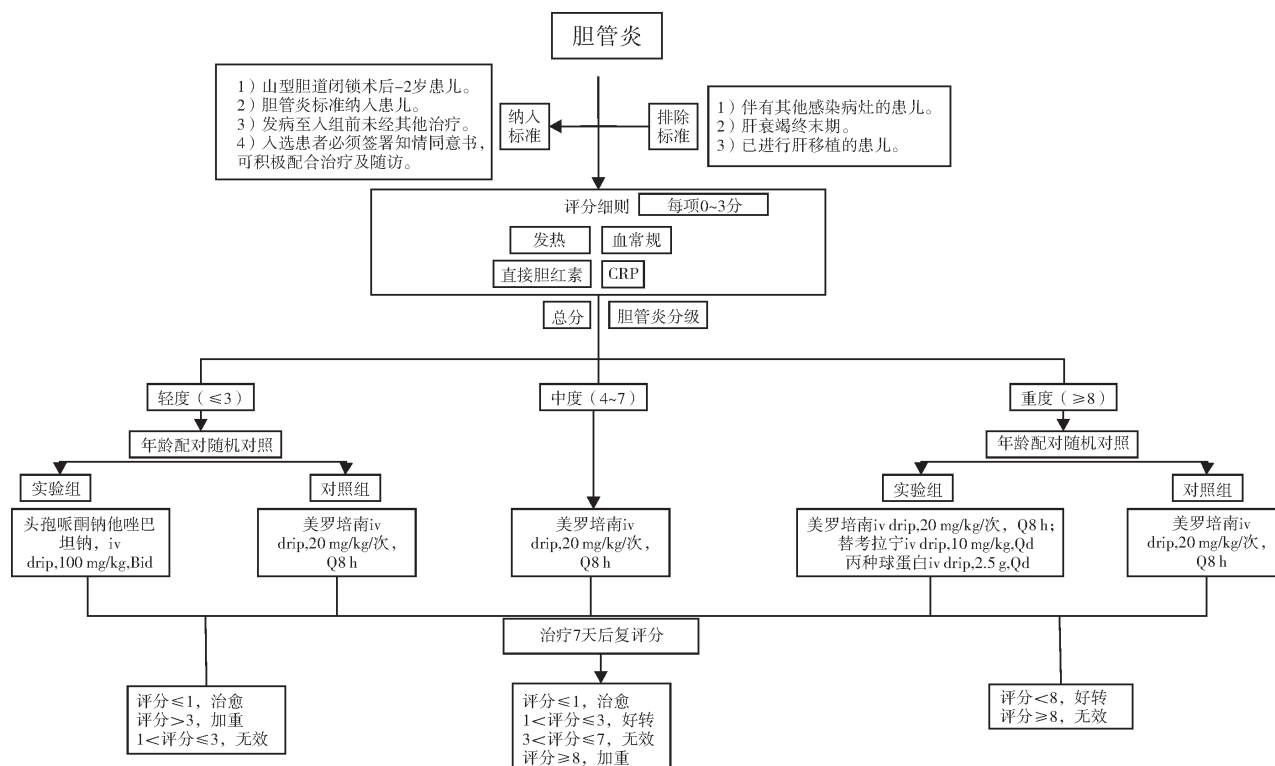 胆管炎
1）山型胆道闭锁术后-2岁患儿。
2）胆管炎标准纳入患儿。
3）发病至入组前未经其他治疗。
4）入选患者必须签署知情同意书，
可积极配合治疗及随访。
纳入
标准
排除
标准
1）伴有其他感染病灶的患儿。
2）肝衰竭终末期。
3）已进行肝移植的患儿。
评分细则 每项0~3分
发热 血常规
直接胆红素 CRP
总分 胆管炎分级
轻度（≤3） 中度（4~7） 重度（≥8）
年龄配对随机对照 年龄配对随机对照
实验组 对照组 实验组 对照组
头孢哌酮钠他唑巴
坦钠，iv
drip,100 mg/kg,Bid
美罗培南iv
drip,20 mg/kg/次，
Q8 h
美罗培南iv
drip,20 mg/kg/次，
Q8 h
美罗培南iv drip,20 mg/kg/次，Q8 h；
替考拉宁iv drip,10 mg/kg,Qd
丙种球蛋白iv drip,2.5 g,Qd
美罗培南iv
drip,20 mg/kg/次，
Q8 h
治疗7天后复评分
评分≤1，治愈
评分>3，加重
1<评分≤3，无效
评分≤1，治愈
1<评分≤3，好转
3<评分≤7，无效
评分≥8，加重
评分<8，好转
评分≥8，无效